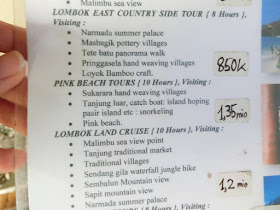 Malimbu sea view
LOMBOK EAST COUNTRY SIDE TOUR { 8 Hours },
Visiting :
Narmada summer palace
Masbagik pottery villages
Tete batu panorama walk
Pringgasela hand weaving villages
Loyok Bamboo craft.
850K
PINK BEACH TOURS { 10 Hours }, Visiting :
Sukarara hand weaving villages
Tanjung luar, catch boat: island hoping
pasir island etc : snorkeling
Pink beach.
1,35 min
LOMBOK LAND CRUISE { 10 Hours }, Visiting :
Malimbu sea view point
Tanjung traditional market
Traditional villages
Sendang gila waterfall jungle hike
Sembalun Mountain view
Sapit mountain view
Narmada summer palace
1,2 min